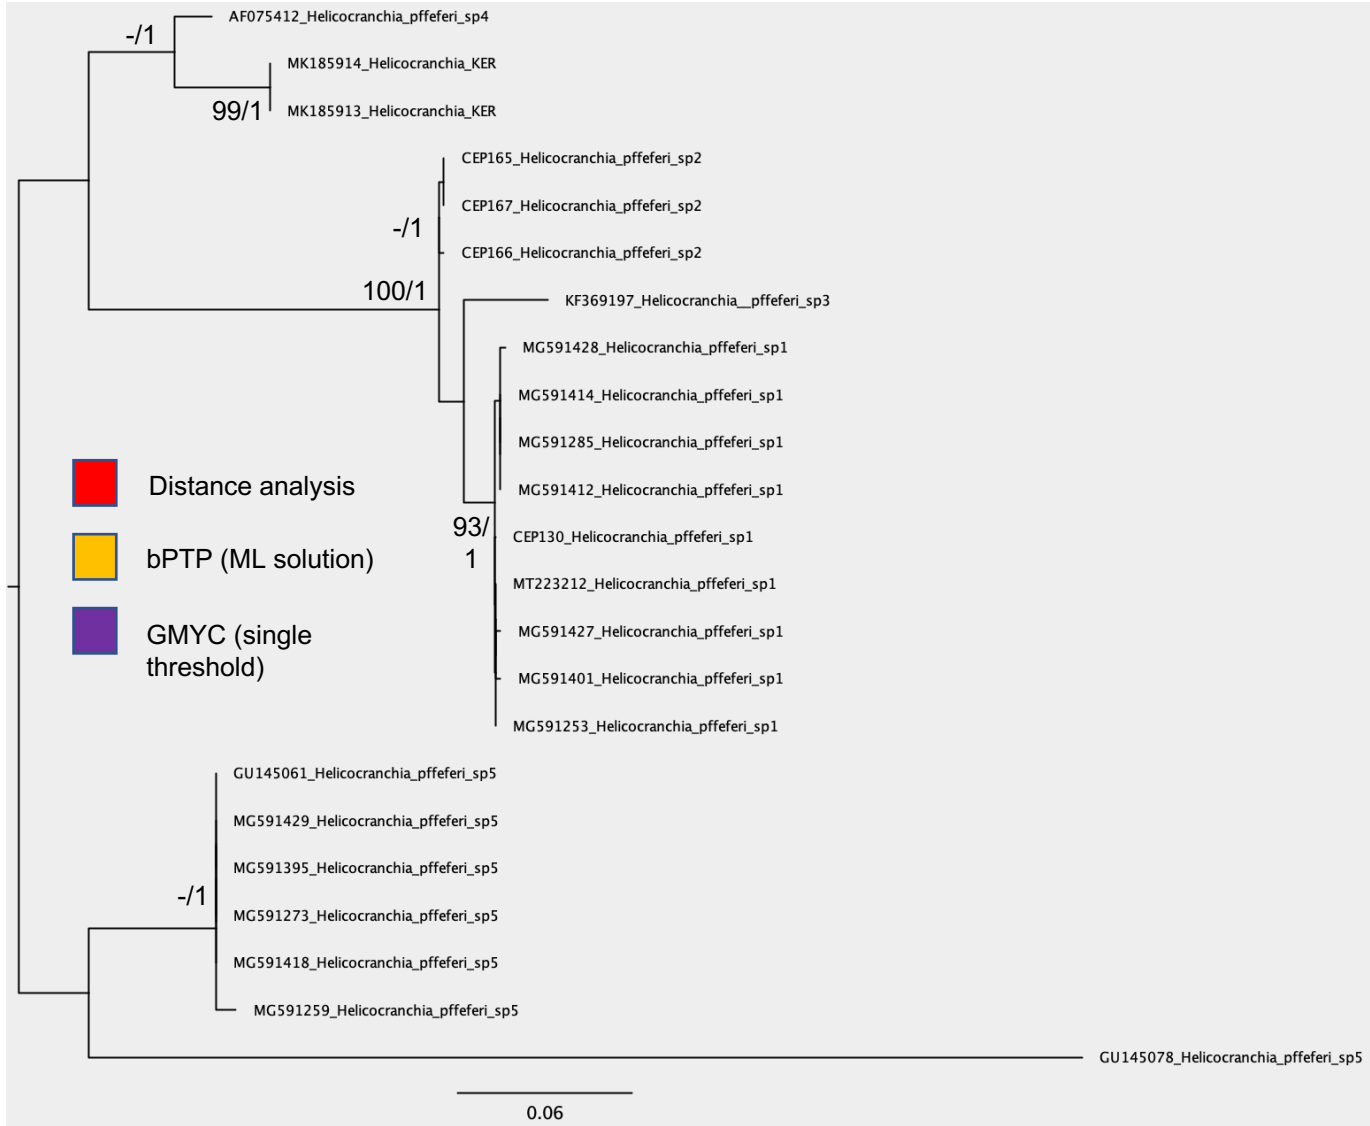 AF075412_Helicocranchia_pffeferi_sp4
-/1
MK185914_Helicocranchia_KER
99/1
MK185913_Helicocranchia_KER
CEP165_Helicocranchia_pffeferi_sp2
CEP167_Helicocranchia_pffeferi_sp2
-/1
CEP166_Helicocranchia_pffeferi_sp2
100/1
KF369197_Helicocranchia__pffeferi_sp3
MG591428_Helicocranchia_pffeferi_sp1
MG591414_Helicocranchia_pffeferi_sp1
MG591285_Helicocranchia_pffeferi_sp1
MG591412_Helicocranchia_pffeferi_sp1
93/
1
CEP130_Helicocranchia_pffeferi_sp1
MT223212_Helicocranchia_pffeferi_sp1
MG591427_Helicocranchia_pffeferi_sp1
MG591401_Helicocranchia_pffeferi_sp1
MG591253_Helicocranchia_pffeferi_sp1
Distance analysis
bPTP (ML solution)
GMYC (single
threshold)
GU145061_Helicocranchia_pffeferi_sp5
MG591429_Helicocranchia_pffeferi_sp5
MG591395_Helicocranchia_pffeferi_sp5
-/1
MG591273_Helicocranchia_pffeferi_sp5
MG591418_Helicocranchia_pffeferi_sp5
MG591259_Helicocranchia_pffeferi_sp5
GU145078_Helicocranchia_pffeferi_sp5
0.06